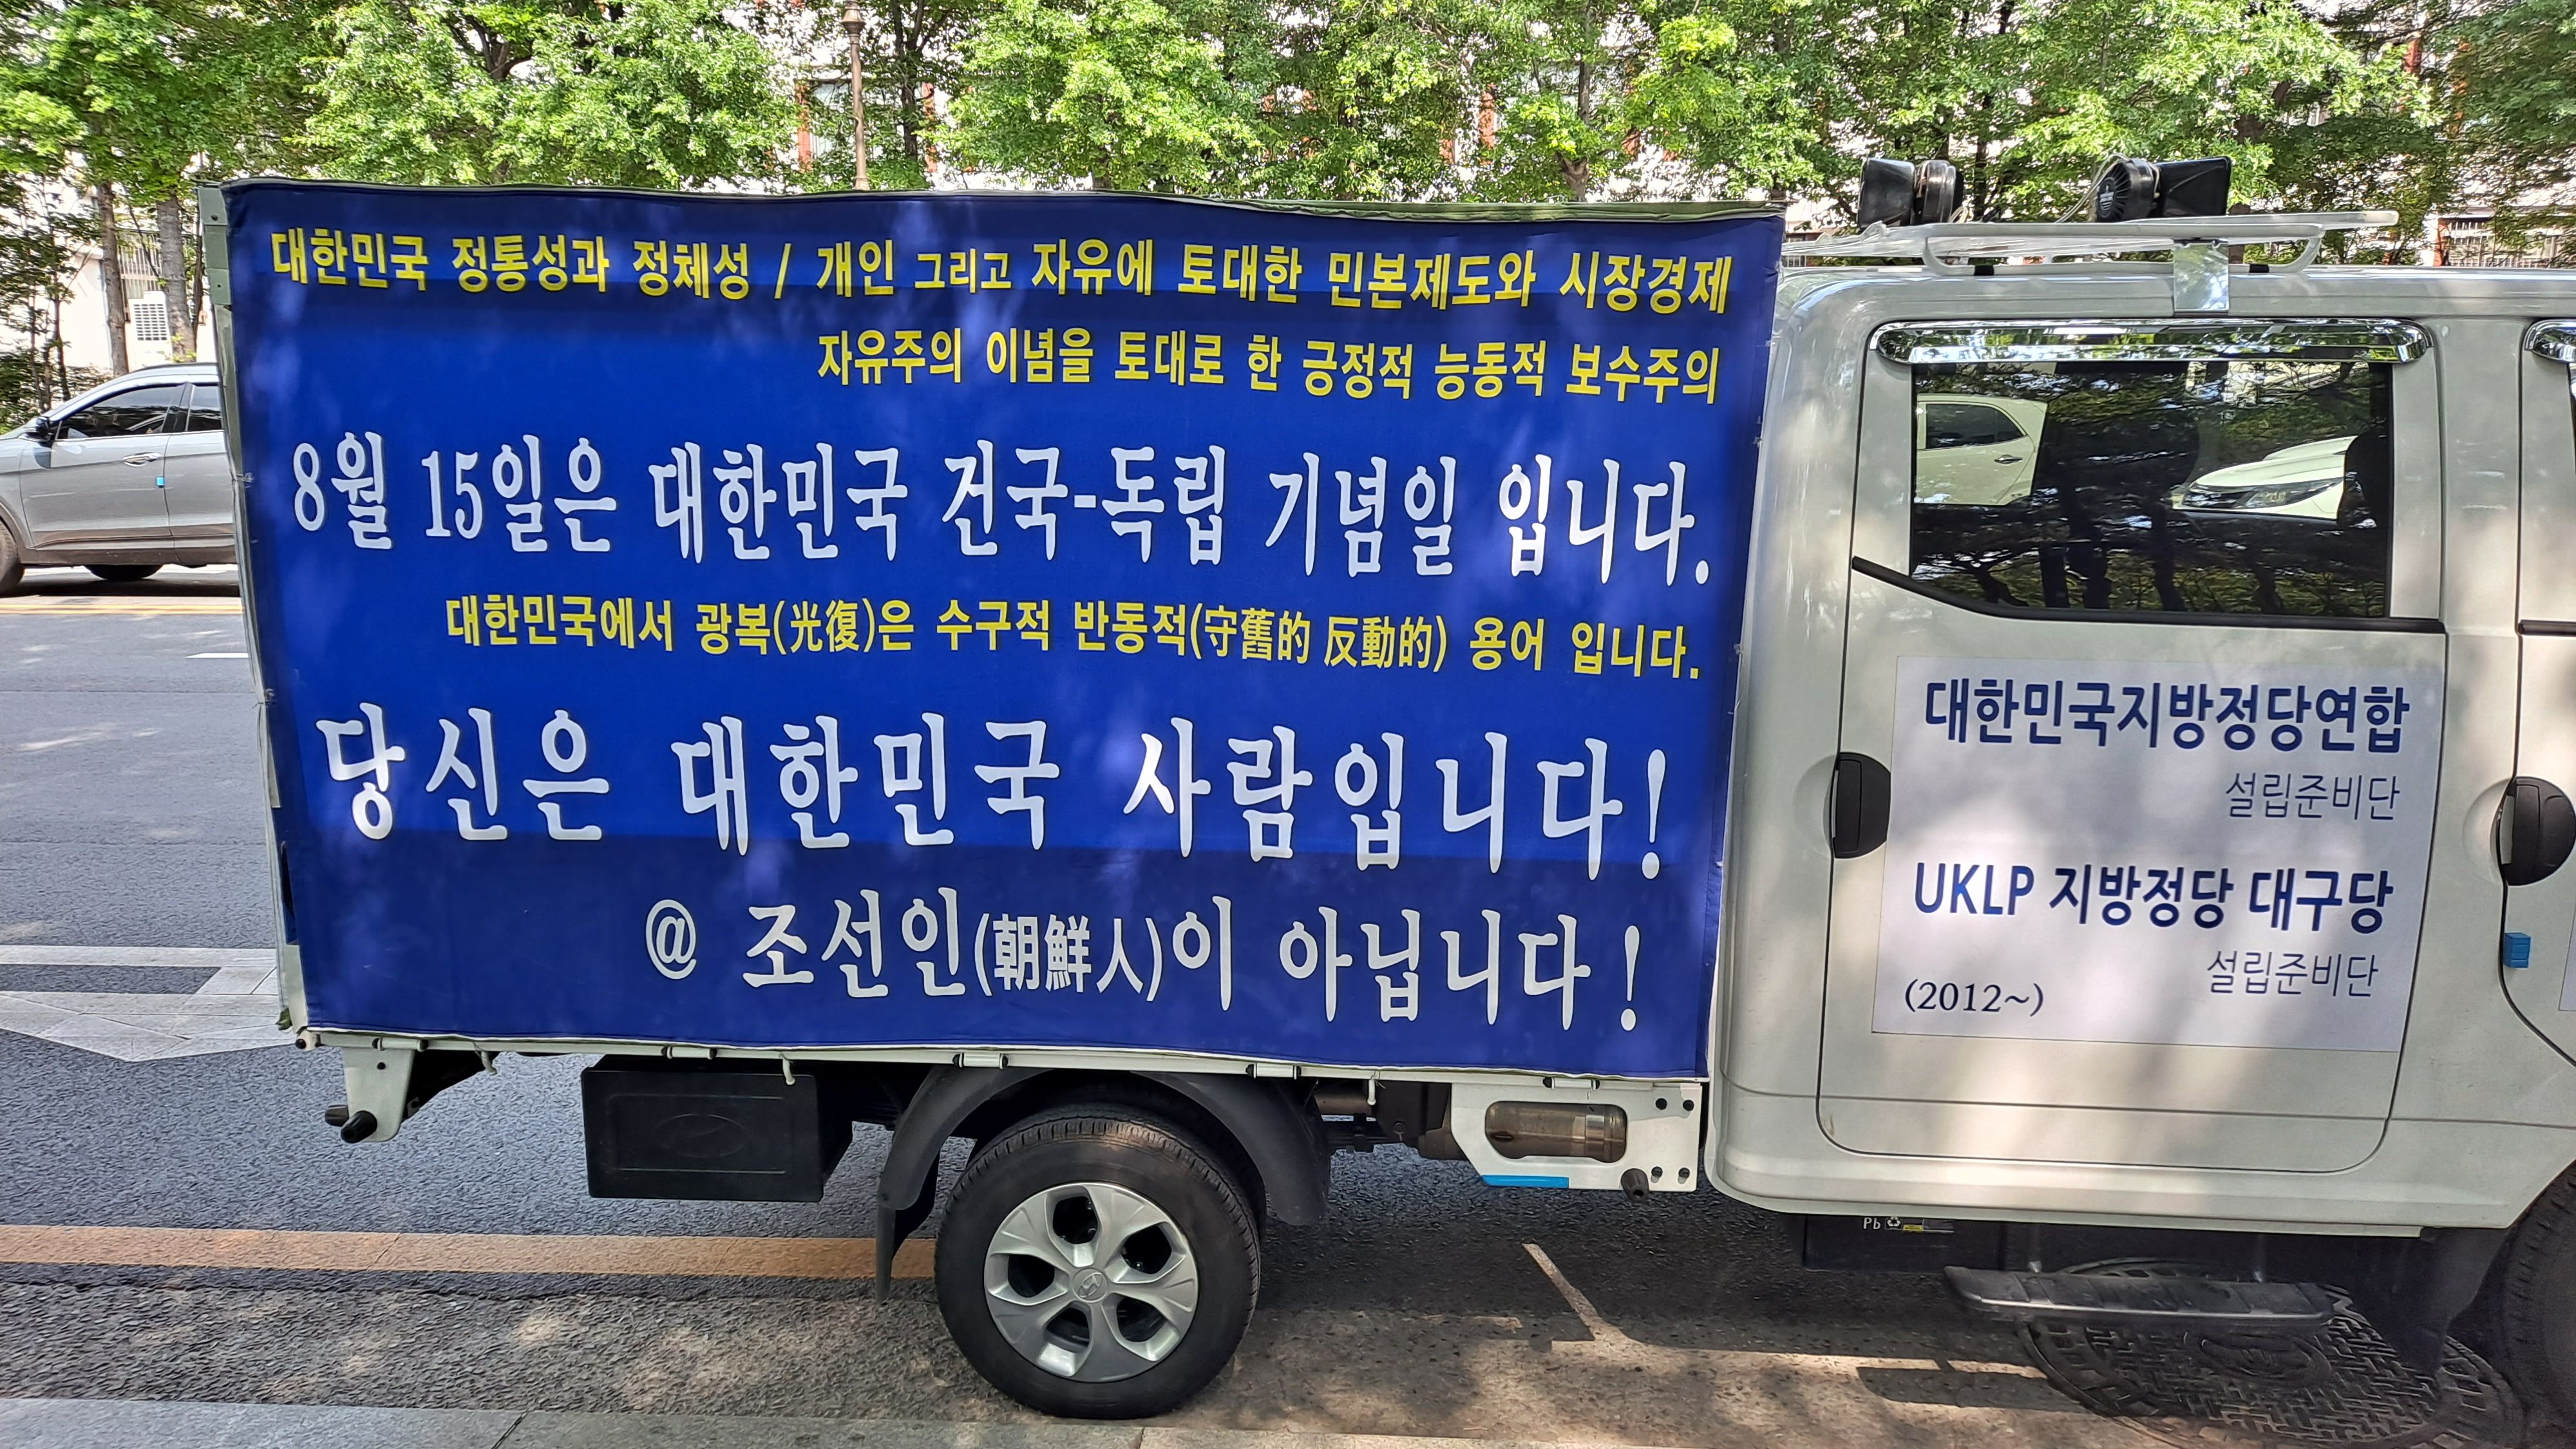 대한민국 정통성과 정체성 / 개인 그리고 자유에 토대한 민본제도와 시장경제
자유주의 이념을 토대로 한 긍정적 능동적 보수주의
8월 15일은 대한민국 건국-독립 기념일 입니다.
대한민국에서 광복(光復)은 수구적 반동적(守舊的 反動的) 용어 입니다.
당신은 대한민국 사람입니다!
@ 조선인(朝鮮人)이 아닙니다!
대한민국지방정당연합
설립준비단
UKLP 지방정당 대구당
설립준비단
(2012~)
Pb